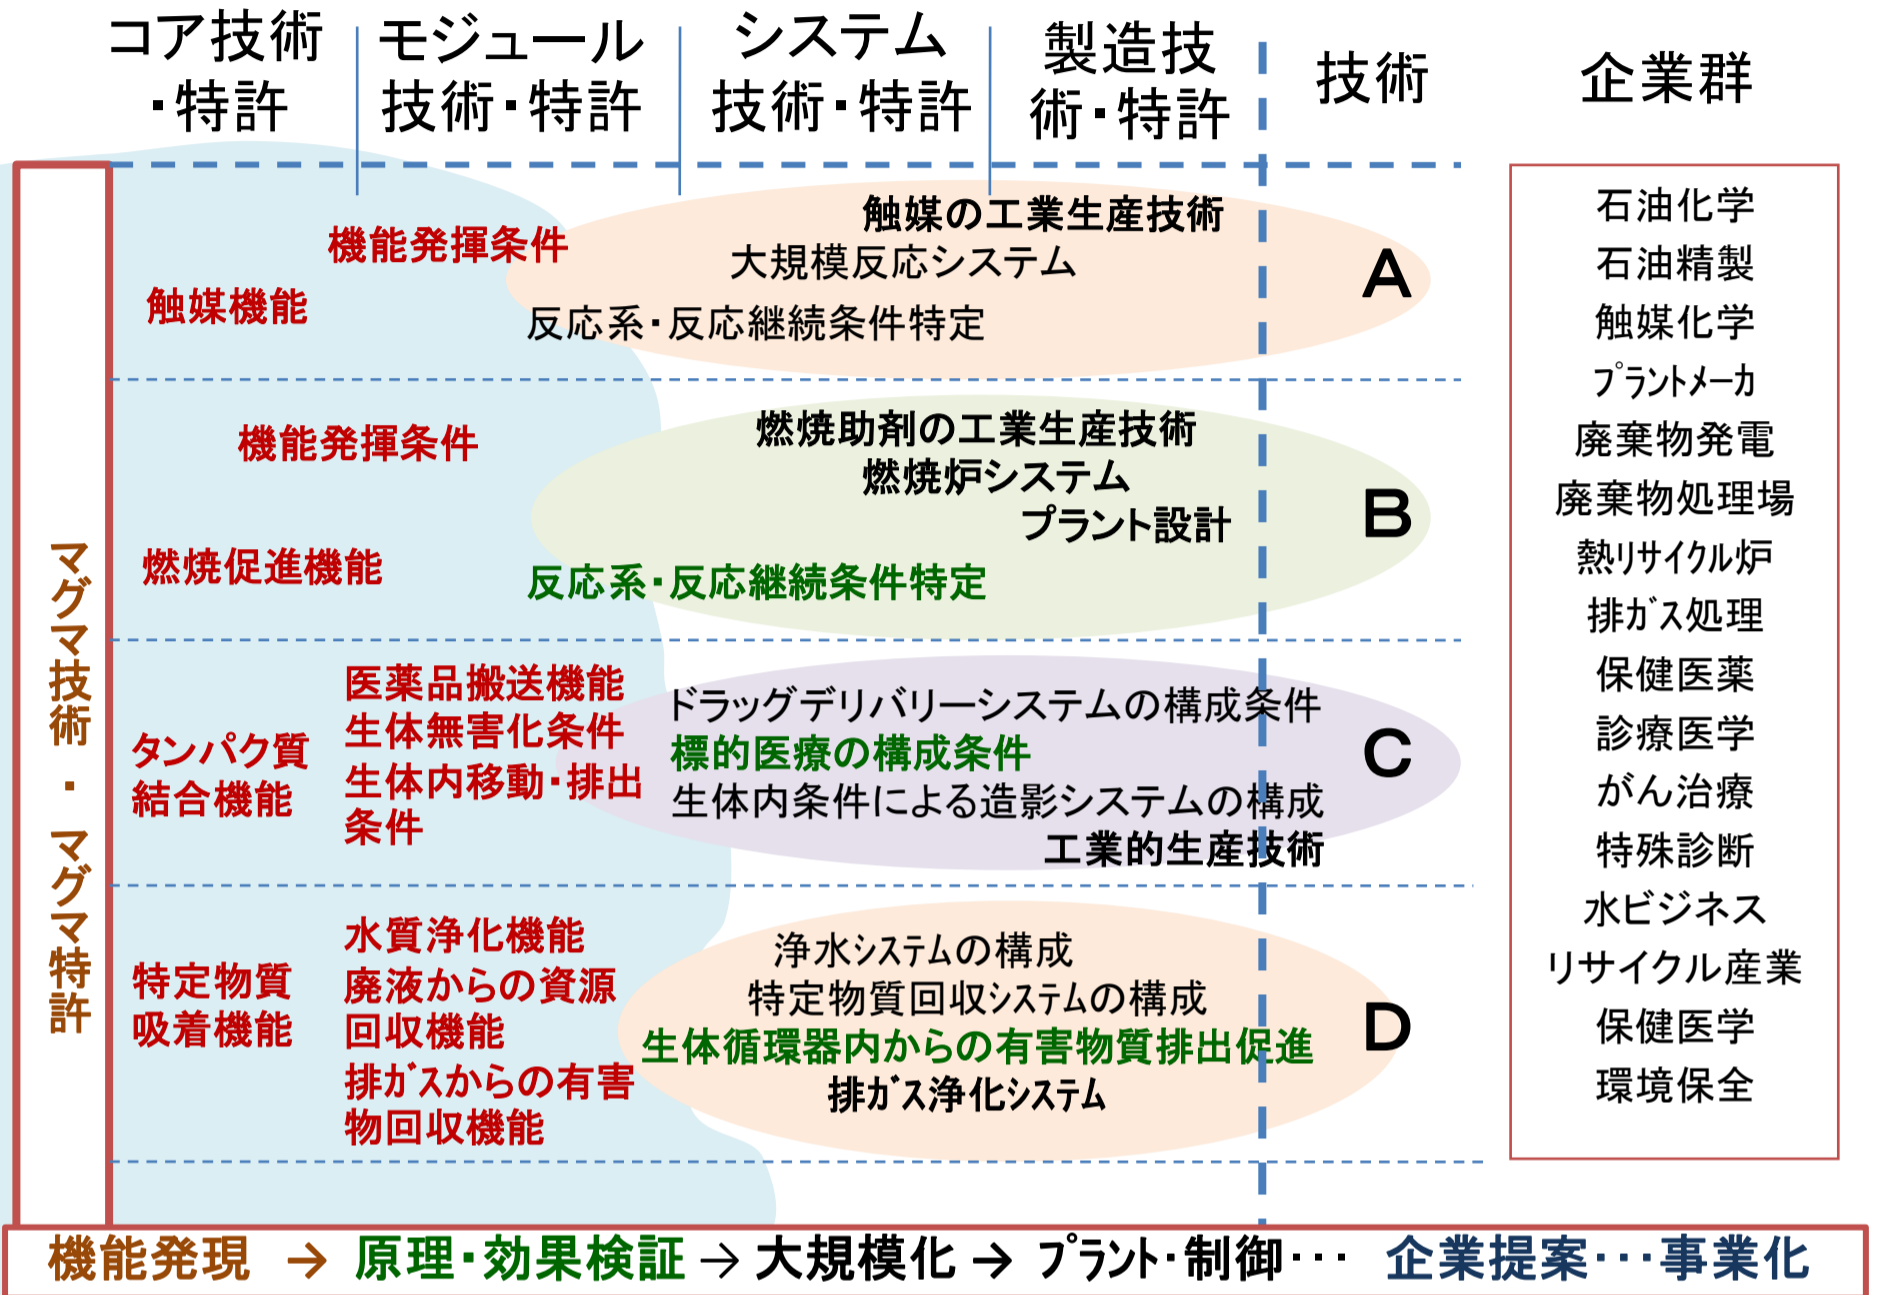 コア技術
・特許
モジュール
技術・特許
システム
技術・特許
製造技
術・特許
技術
企業群
マグマ技術・マグマ特許
機能発揮条件
触媒機能
触媒の工業生産技術
大規模反応システム
反応系・反応継続条件特定
A
機能発揮条件
燃焼促進機能
燃焼助剤の工業生産技術
燃焼炉システム
プラント設計
反応系・反応継続条件特定
B
タンパク質
結合機能
医薬品搬送機能
生体無害化条件
生体内移動・排出
条件
ドラッグデリバリーシステムの構成条件
標的医療の構成条件
生体内条件による造影システムの構成
工業的生産技術
C
特定物質
吸着機能
水質浄化機能
廃液からの資源
回収機能
排ガスからの有害
物回収機能
浄水システムの構成
特定物質回収システムの構成
生体循環器内からの有害物質排出促進
排ガス浄化システム
D
石油化学
石油精製
触媒化学
プラントメーカ
廃棄物発電
廃棄物処理場
熱リサイクル炉
排ガス処理
保健医薬
診療医学
がん治療
特殊診断
水ビジネス
リサイクル産業
保健医学
環境保全
機能発現 → 原理・効果検証 → 大規模化 → プラント・制御・・・ 企業提案・・・事業化